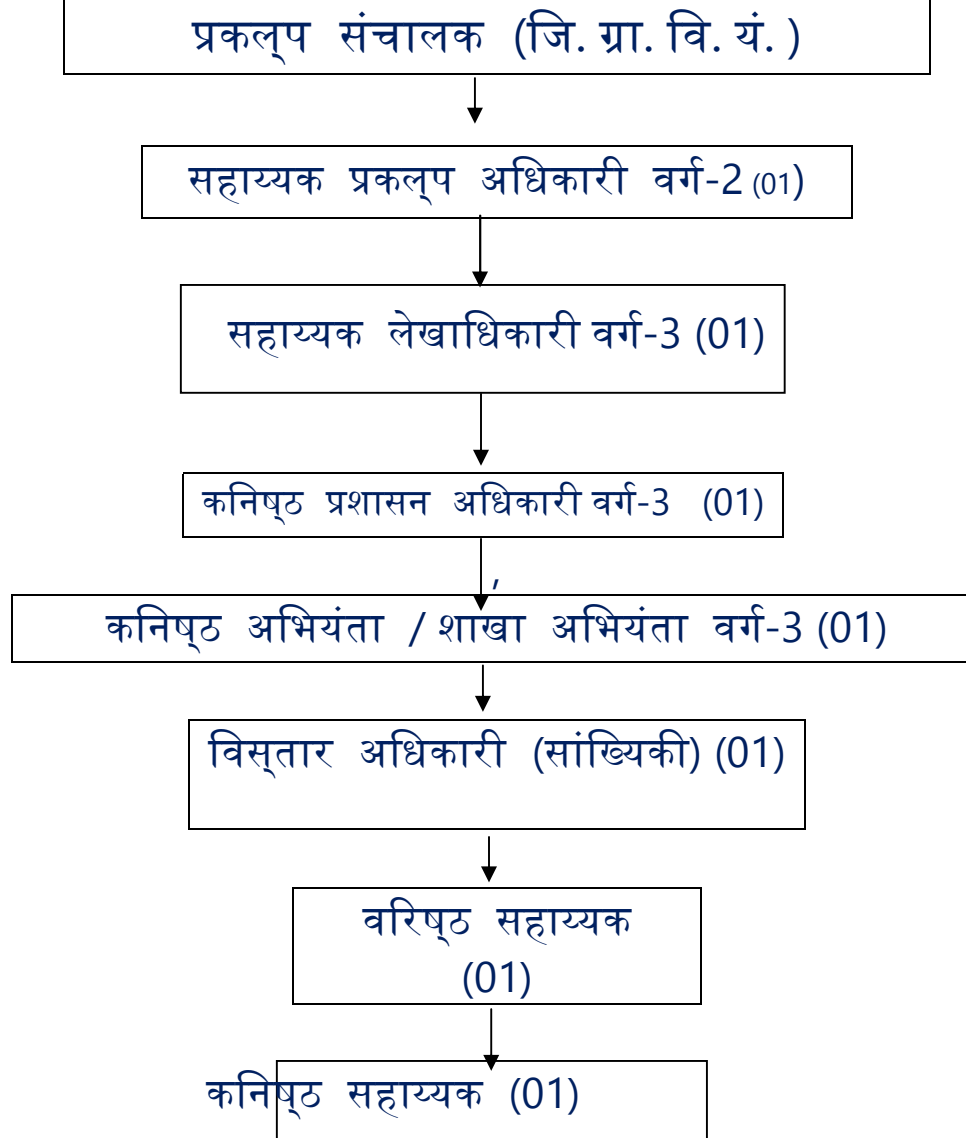 प्रकल्प संचालक (जि. ग्रा. वि. यं. )
सहाय्यक प्रकल्प अधिकारी वर्ग-2 (01)
सहाय्यक लेखाधिकारी वर्ग-3 (01)
कनिष्ठ प्रशासन अधिकारी वर्ग-3 (01)
,
कनिष्ठ अभियंता / शाखा अभियंता वर्ग-3 (01)
विस्तार अधिकारी (सांख्यिकी) (01)
वरिष्ठ सहाय्यक
(01)
कनिष्ठ सहाय्यक (01)